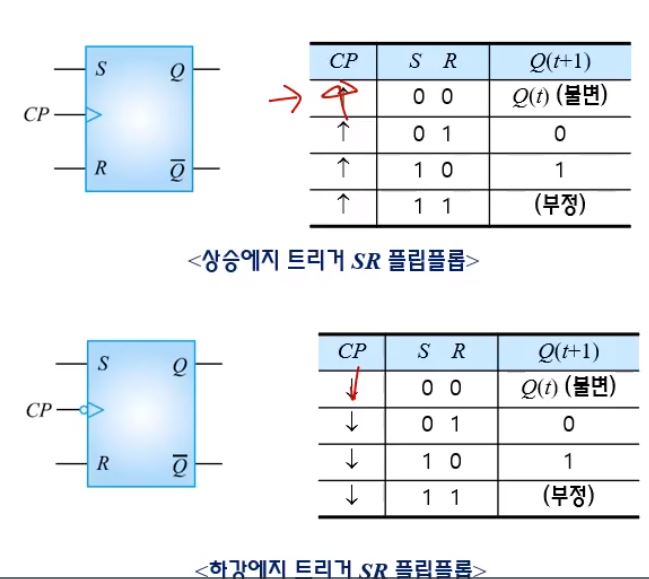 CP S R Q(t+1)
S Q
↑ 0 0 Q(t) (불변)
CP
↑ 0 1 0
↑ 1 0 1
R Q̅
↑ 1 1 (부정)
<상승에지 트리거 SR 플립플롭>
CP S R Q(t+1)
S Q
↓ 0 0 Q(t) (불변)
CP
↓ 0 1 0
↓ 1 0 1
R Q̅
↓ 1 1 (부정)
<하강에지 트리거 SR 플립플롭>